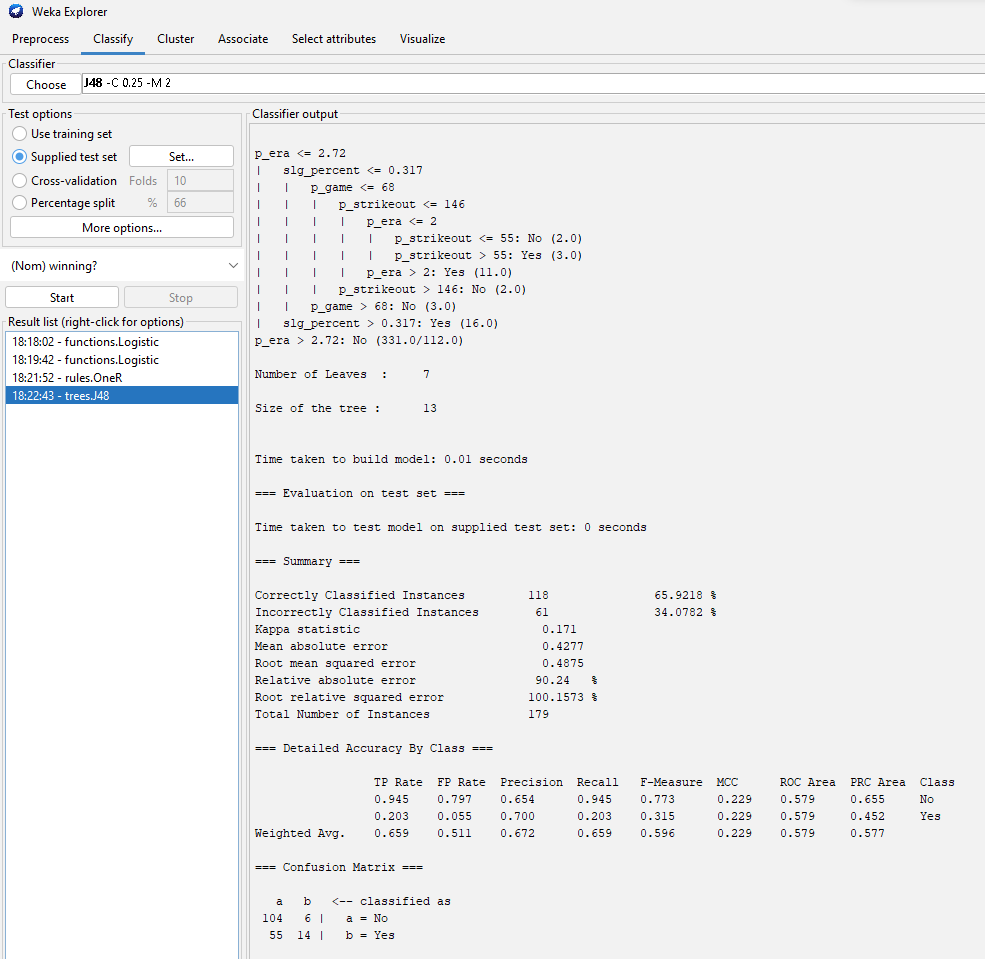 Weka Explorer
Preprocess Classify Cluster Associate Select attributes Visualize
Classifier
Choose J48 -C 0.25 -M 2
Test options
Use training set
Supplied test set Set...
Cross-validation Folds 10
Percentage split % 66
More options...
(Nom) winning?
Start Stop
Result list (right-click for options)
18:18:02 - functions.Logistic
18:19:42 - functions.Logistic
18:21:52 - rules.OneR
18:22:43 - trees.J48
Classifier output
p_era <= 2.72
|   slg_percent <= 0.317
|   |   p_game <= 68
|   |   |   p_strikeout <= 146
|   |   |   |   p_era <= 2
|   |   |   |   |   p_strikeout <= 55: No (2.0)
|   |   |   |   |   p_strikeout > 55: Yes (3.0)
|   |   |   |   p_era > 2: Yes (11.0)
|   |   |   p_strikeout > 146: No (2.0)
|   |   p_game > 68: No (3.0)
|   slg_percent > 0.317: Yes (16.0)
p_era > 2.72: No (331.0/112.0)
Number of Leaves  :     7
Size of the tree :      13
Time taken to build model: 0.01 seconds
=== Evaluation on test set ===
Time taken to test model on supplied test set: 0 seconds
=== Summary ===
Correctly Classified Instances         118               65.9218 %
Incorrectly Classified Instances        61               34.0782 %
Kappa statistic                          0.171
Mean absolute error                      0.4277
Root mean squared error                  0.4875
Relative absolute error                 90.24   %
Root relative squared error            100.1573 %
Total Number of Instances              179
=== Detailed Accuracy By Class ===
TP Rate  FP Rate  Precision  Recall   F-Measure  MCC      ROC Area  PRC Area  Class
0.945    0.797    0.654      0.945    0.773      0.229    0.579     0.655     No
0.203    0.055    0.700      0.203    0.315      0.229    0.579     0.452     Yes
Weighted Avg.    0.659    0.511    0.672      0.659    0.596      0.229    0.579     0.577
=== Confusion Matrix ===
a   b   <-- classified as
104   6 |   a = No
55  14 |   b = Yes